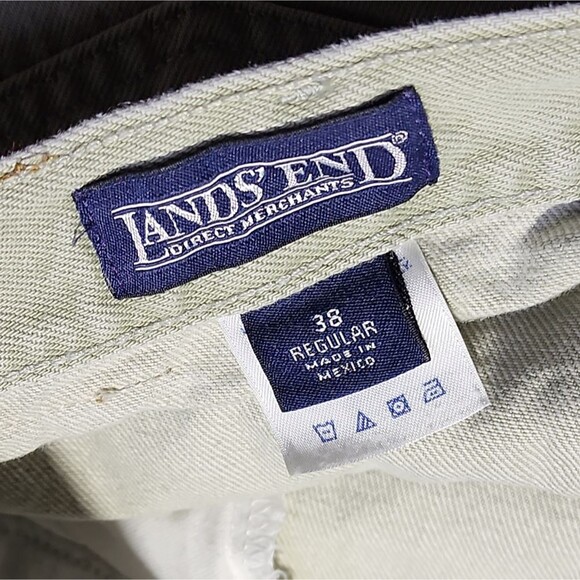 LANDS' END®
DIRECT MERCHANTS
38
REGULAR
MADE IN
MEXICO